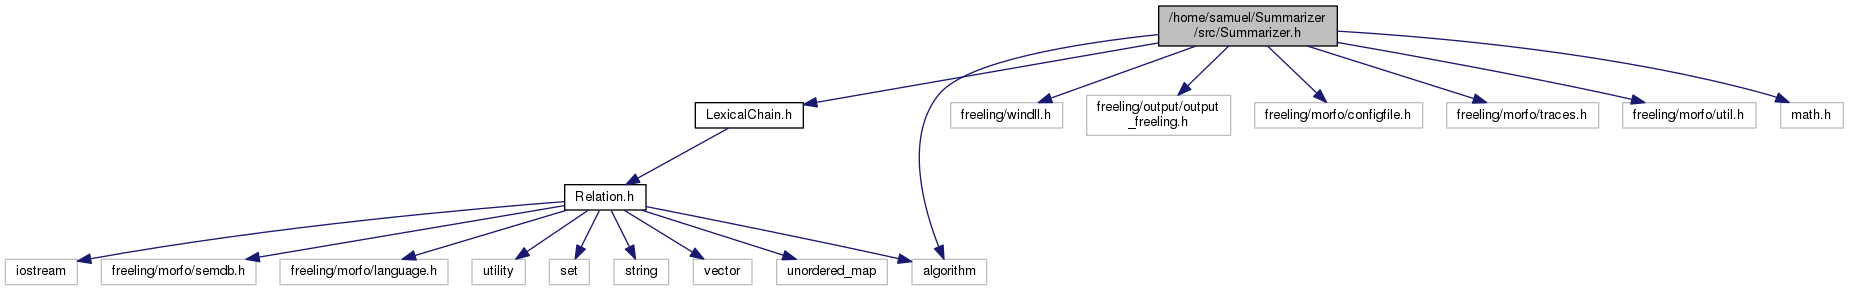 /home/samuel/Summarizer
/src/Summarizer.h
LexicalChain.h
freeling/windll.h
freeling/output/output
_freeling.h
freeling/morfo/configfile.h
freeling/morfo/traces.h
freeling/morfo/util.h
math.h
Relation.h
iostream
freeling/morfo/semdb.h
freeling/morfo/language.h
utility
set
string
vector
unordered_map
algorithm